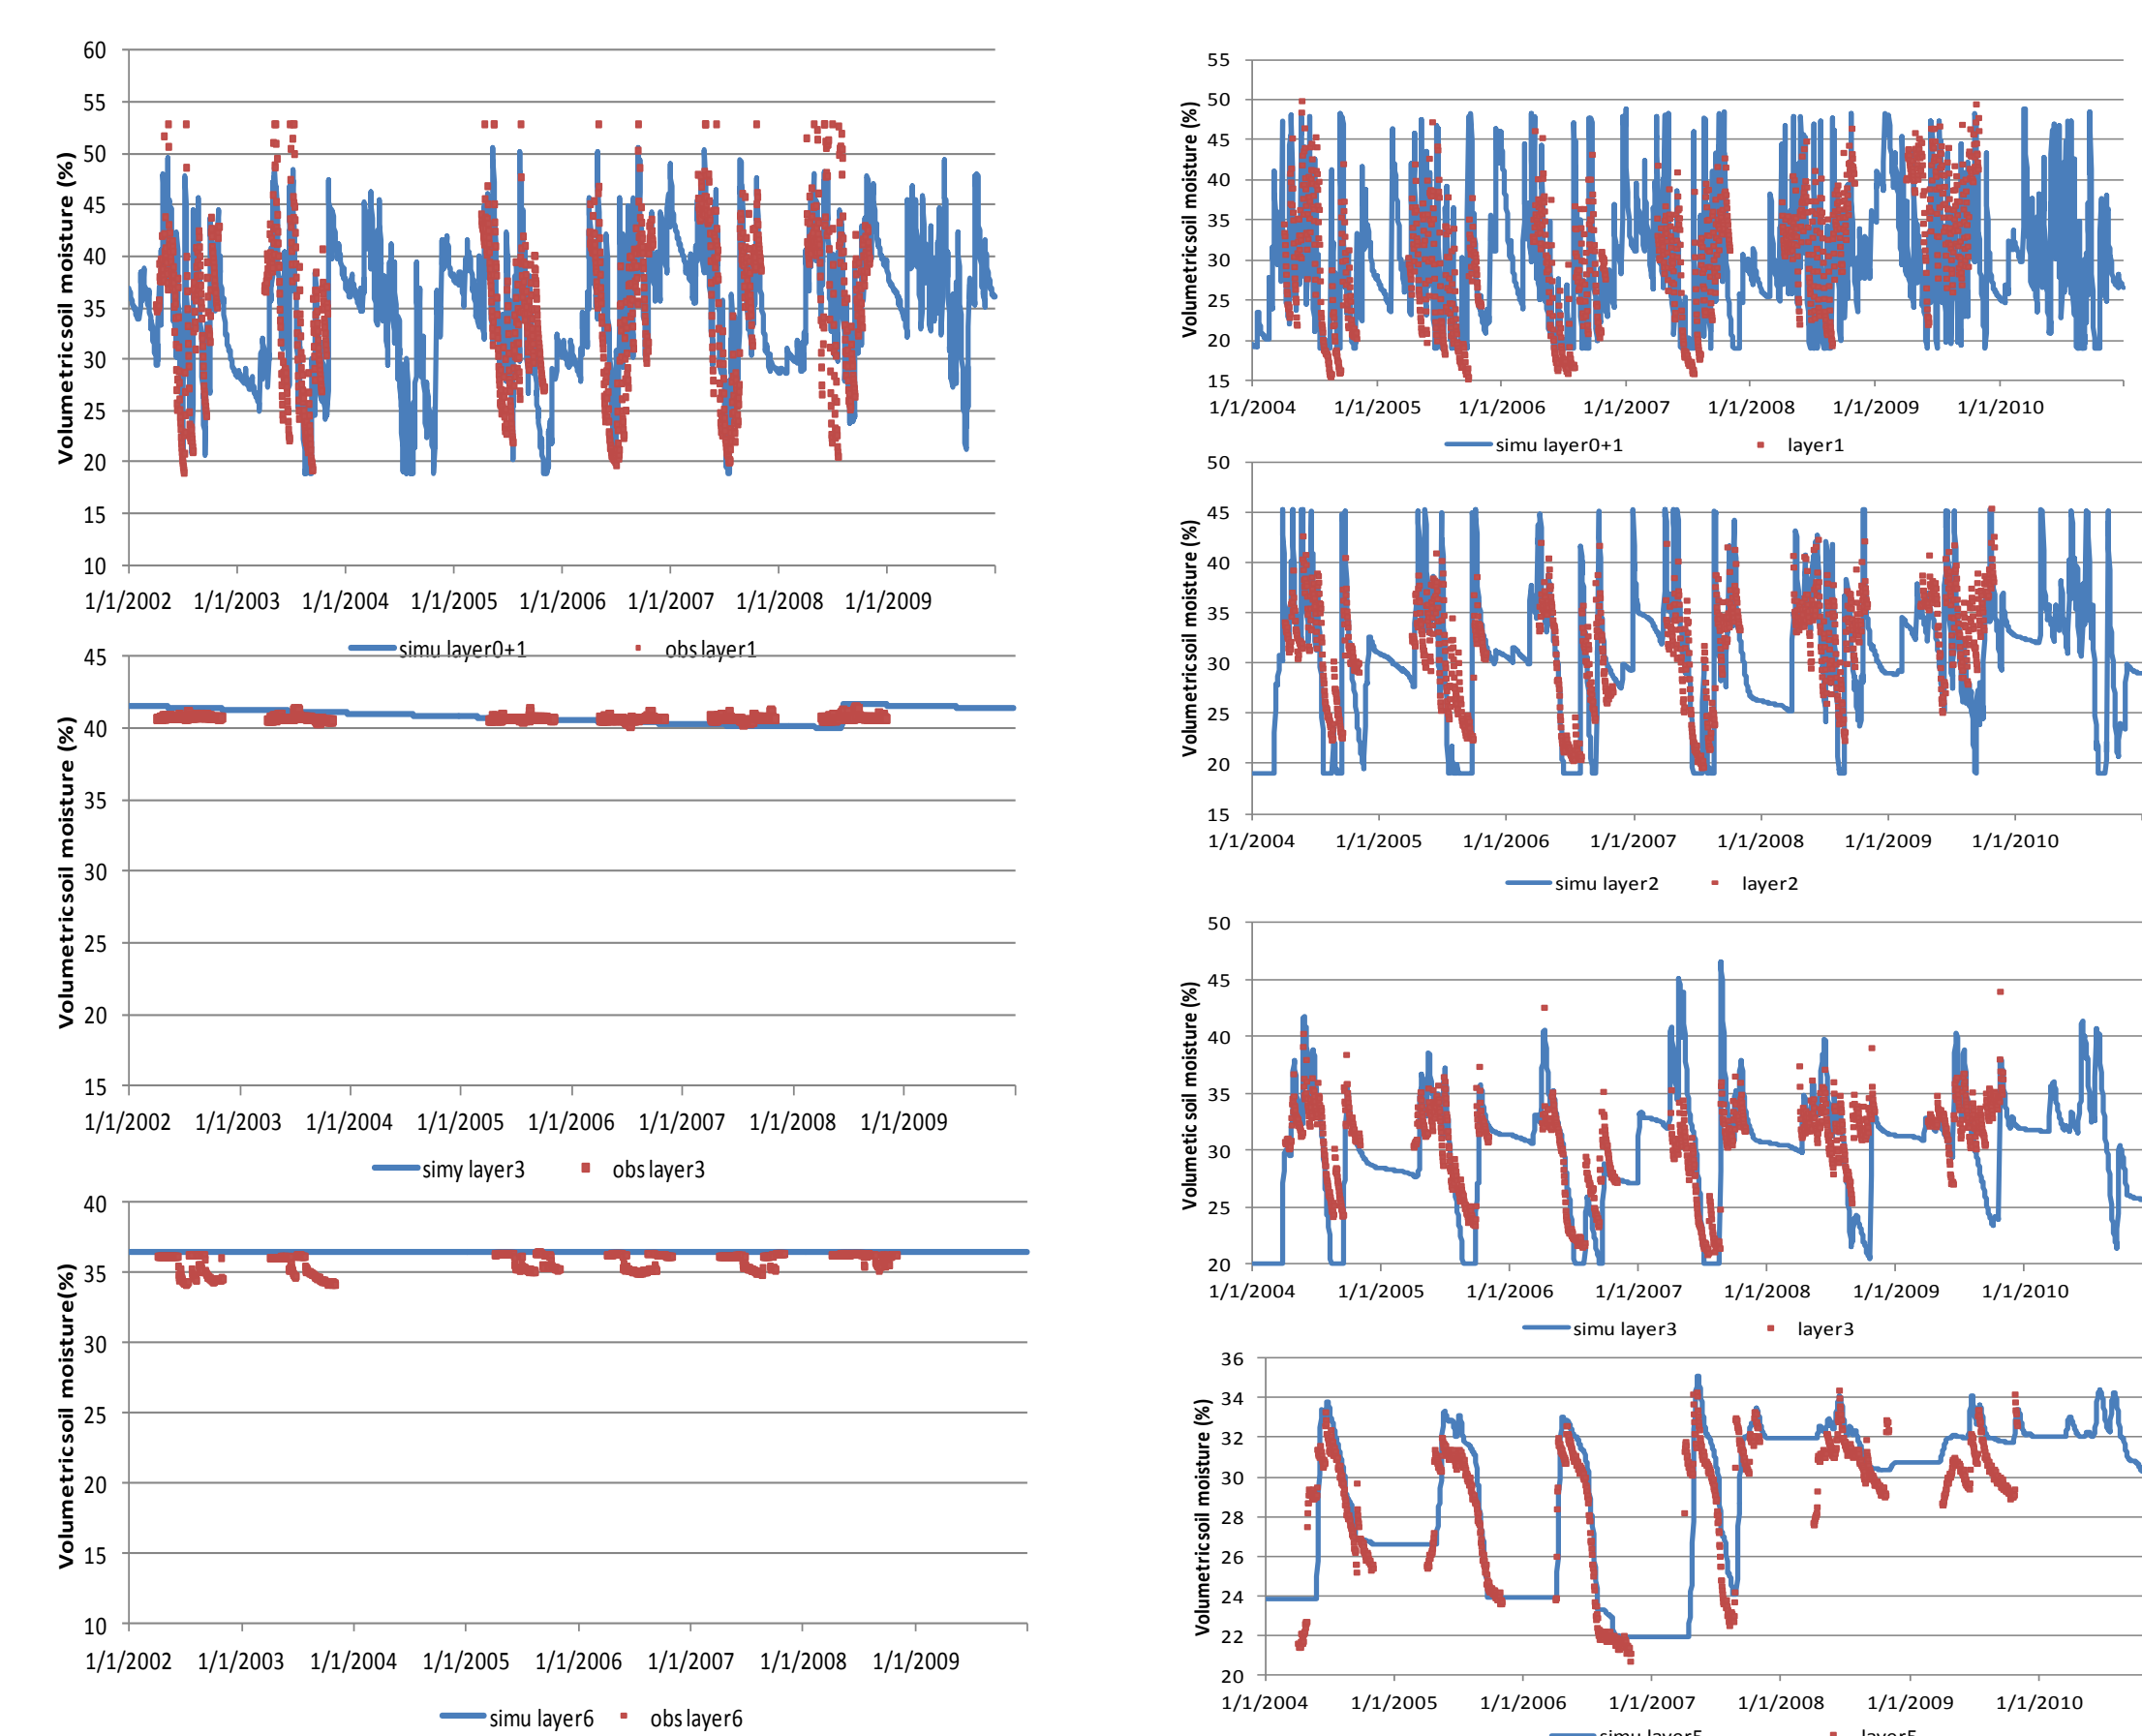 60
55
50
45
40
35
30
25
20
15
10
Volumetricsoil moisture (%)
1/1/2002 1/1/2003 1/1/2004 1/1/2005 1/1/2006 1/1/2007 1/1/2008 1/1/2009
simu layer0+1 obs layer1
45
40
35
30
25
20
15
Volumetricsoil moisture (%)
1/1/2002 1/1/2003 1/1/2004 1/1/2005 1/1/2006 1/1/2007 1/1/2008 1/1/2009
simy layer3 obs layer3
40
35
30
25
20
15
10
Volumetricsoil moisture(%)
1/1/2002 1/1/2003 1/1/2004 1/1/2005 1/1/2006 1/1/2007 1/1/2008 1/1/2009
simu layer6 obs layer6
55
50
45
40
35
30
25
20
15
Volumetricsoil moisture (%)
1/1/2004 1/1/2005 1/1/2006 1/1/2007 1/1/2008 1/1/2009 1/1/2010
simu layer0+1 layer1
50
45
40
35
30
25
20
15
Volumetricsoil moisture (%)
1/1/2004 1/1/2005 1/1/2006 1/1/2007 1/1/2008 1/1/2009 1/1/2010
simu layer2 layer2
50
45
40
35
30
25
20
Volumetic soil moisture (%)
1/1/2004 1/1/2005 1/1/2006 1/1/2007 1/1/2008 1/1/2009 1/1/2010
simu layer3 layer3
36
34
32
30
28
26
24
22
20
Volumetricsoil moisture (%)
1/1/2004 1/1/2005 1/1/2006 1/1/2007 1/1/2008 1/1/2009 1/1/2010
simu layer5 layer5